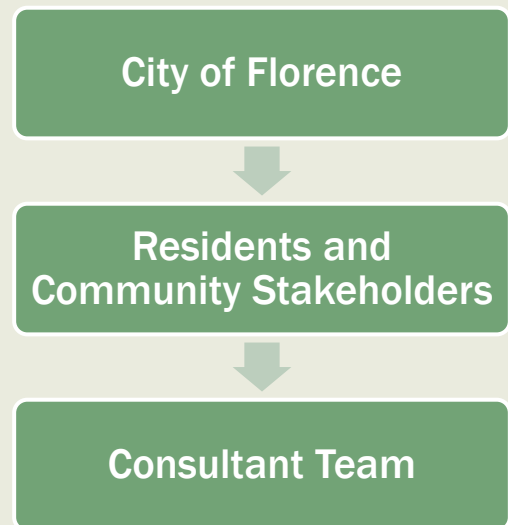 City of Florence
Residents and
Community Stakeholders
Consultant Team